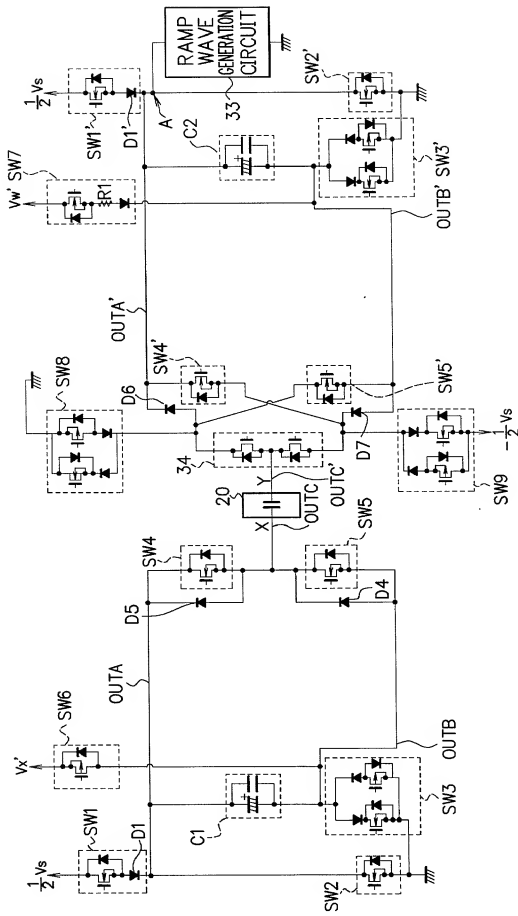 1/2 Vs
SW1
D1
SW2
C1
SW3
Vx'
SW6
OUTA
OUTB
D5
SW4
D4
SW5
X
OUTC
20
Y
OUTC'
34
SW8
D6
SW4'
SW5'
D7
SW9
-1/2 Vs
OUTA'
OUTB'
Vw'
SW7
R1
C2
SW3'
1/2 Vs
SW1'
D1'
A
SW2'
RAMP
WAVE
GENERATION
CIRCUIT
33